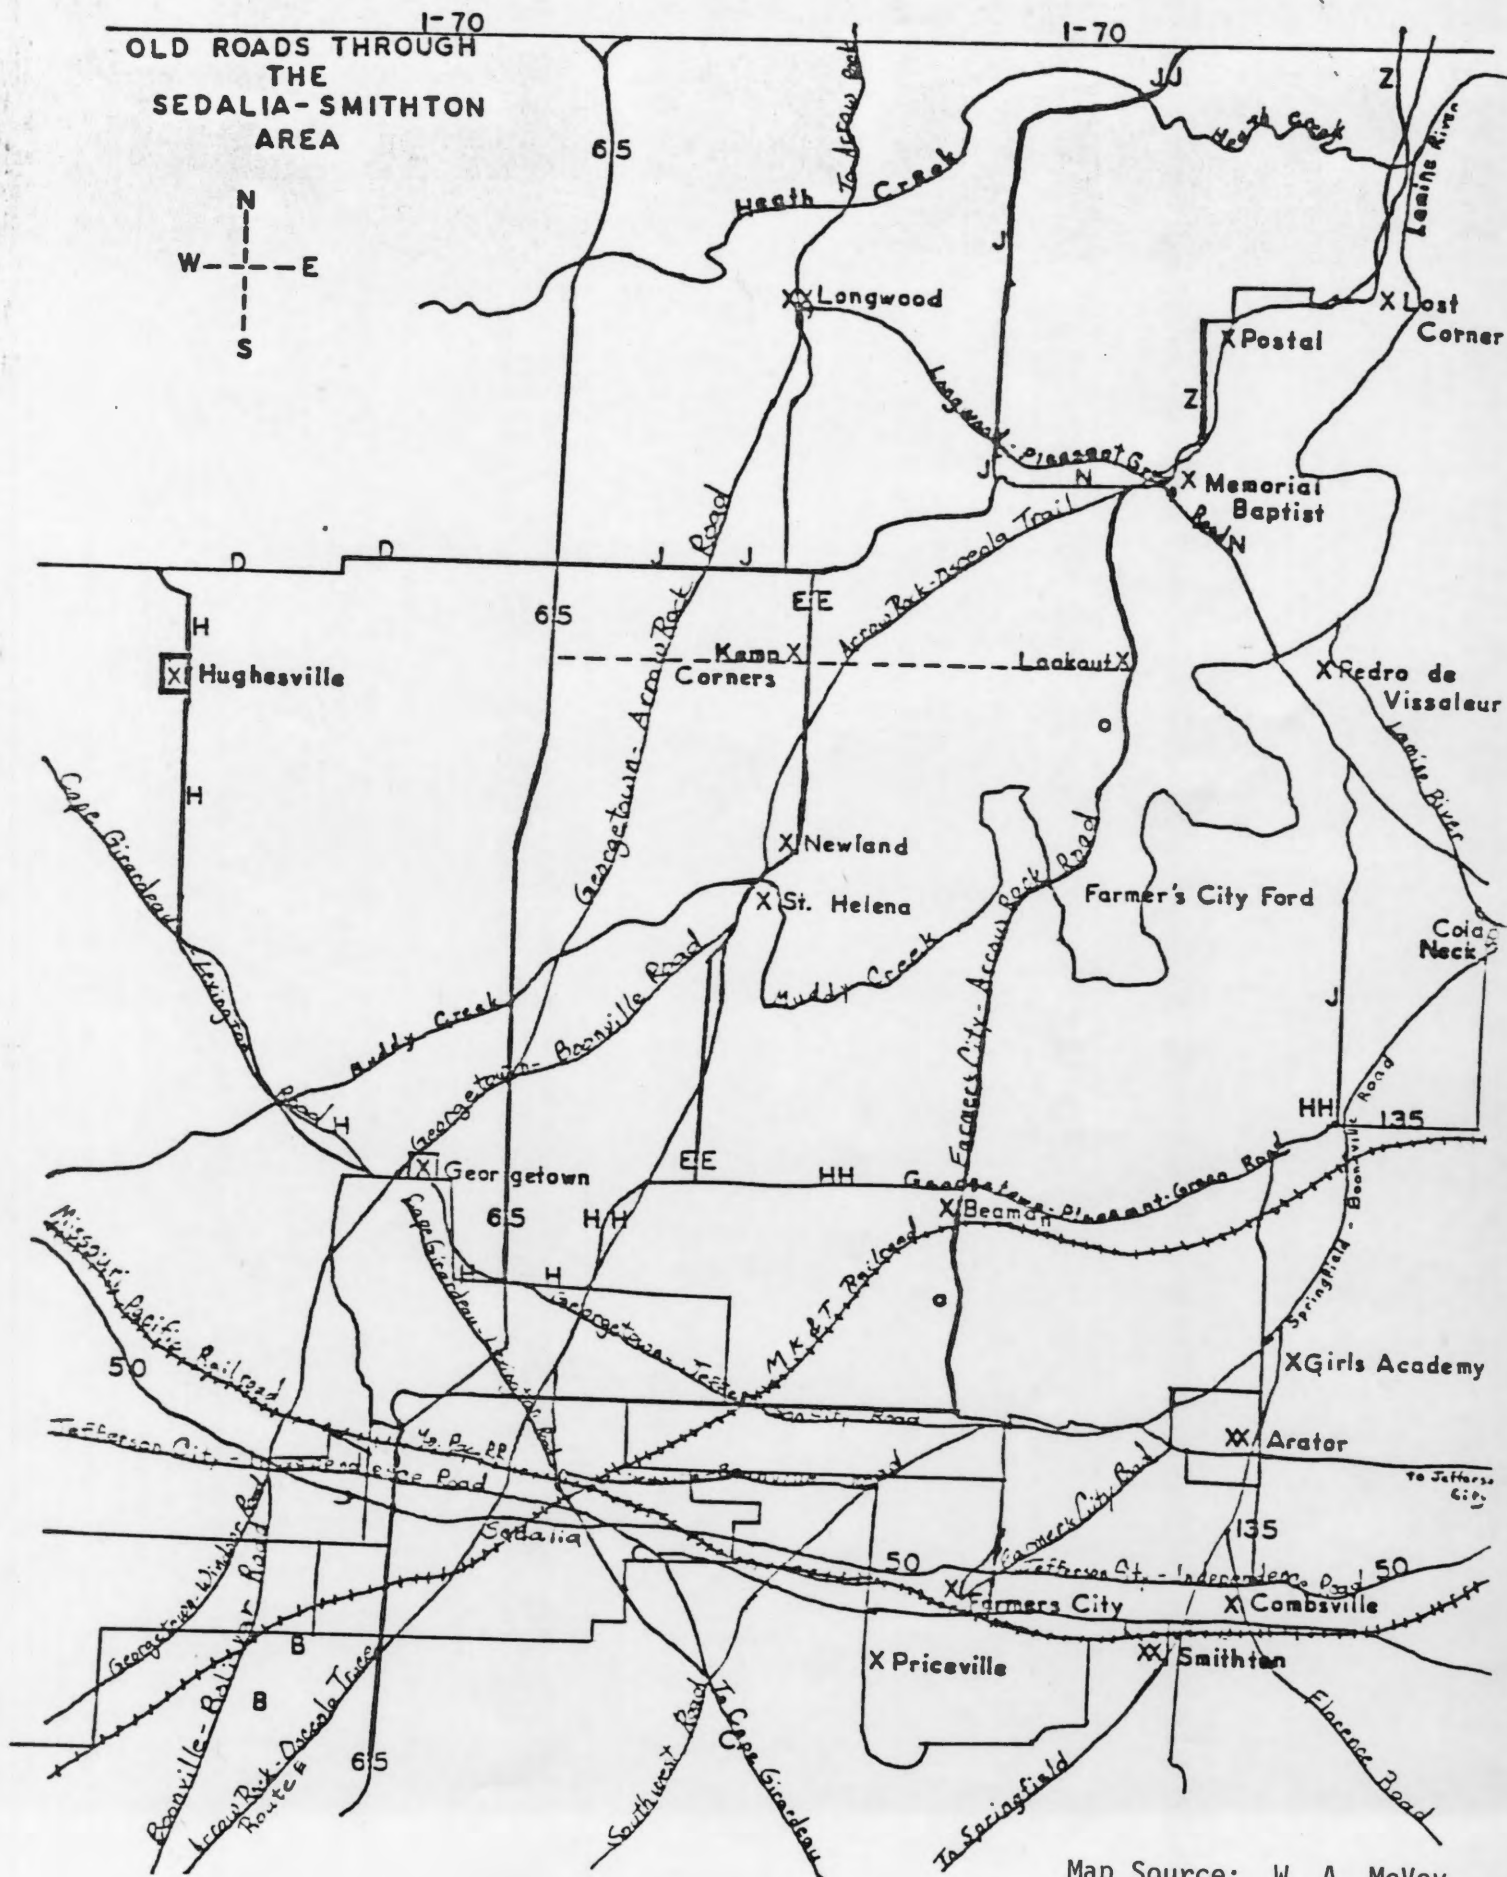 I-70
I-70
OLD ROADS THROUGH
THE
SEDALIA-SMITHTON
AREA
N
W E
S
65
To Arrow Rock
Heath Creek
JJ
Heath Creek
Z
Lamine River
J
Longwood
Lost
Corner
Postal
Z
Longwood-Pleasant
J
N
Memorial
Baptist
Road
N
Arrow Rock-Osceola Trail
D
D
J
J
Georgetown-Arrow Rock Road
H
65
EE
Kemp
Corners
Lookout
Hughesville
Pedro de
Vissaleur
O
Lamine River
H
Cape Girardeau
Lexington
Road
Newland
St. Helena
Farmer's City Ford
Farmers City-Arrow Rock Road
Muddy Creek
Muddy Creek
Georgetown-Boonville Road
Neck
J
Road
HH
135
H
Georgetown
EE
HH
Georgetown-Pleasant-Green Road
65
HH
Beaman
Springfield-Boonville
Missouri Pacific Railroad
H
H
M K & T Railroad
O
50
Girls Academy
Arator
Mo. Pac. RR
To Jefferson
City
J
Sedalia
Farmers City Road
135
50
Jefferson City-Independence Road
50
Georgetown-Windsor Road
Farmers City
Combsville
B
Priceville
Smithton
B
Boonville-Bolivar Road
Arrow Rock-Osceola Trace
Route B
65
Southwest Road
To Cape Girardeau
To Springfield
Florence Road
Map Source: W. A. McVey